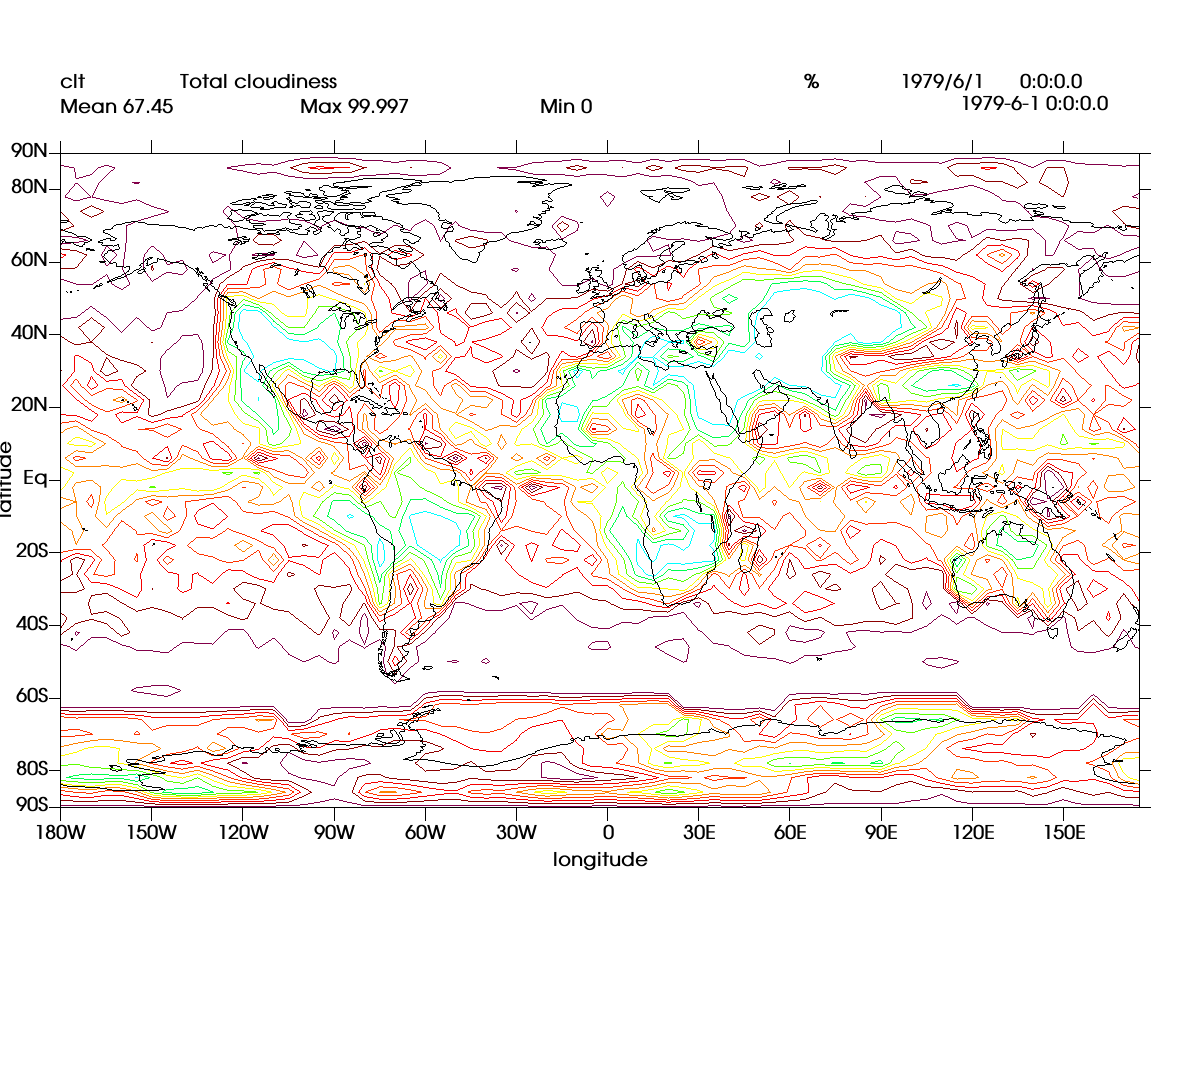 clt Total cloudiness % 1979/6/1 0:0:0.0
Mean 67.45 Max 99.997 Min 0 1979-6-1 0:0:0.0
90N
80N
60N
40N
20N
Eq
20S
40S
60S
80S
90S
latitude
180W 150W 120W 90W 60W 30W 0 30E 60E 90E 120E 150E
longitude